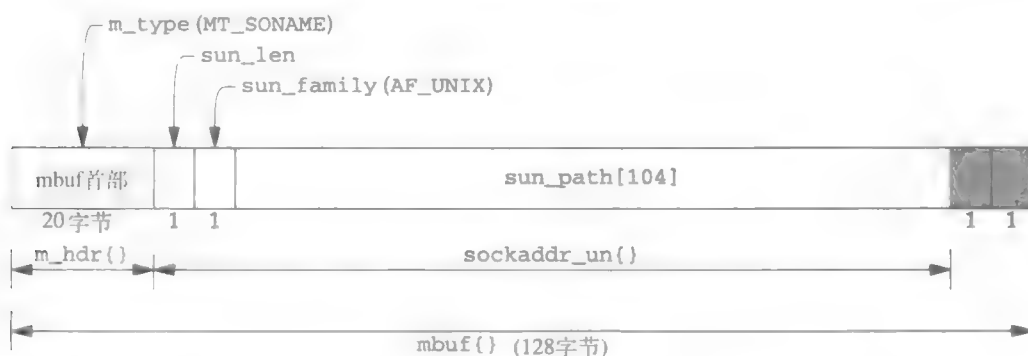 m_type(MT_SONAME)
sun_len
sun_family(AF_UNIX)
mbuf首部 sun_path[104]
20字节 1 1 1 1
m_hdr{} sockaddr_un{}
mbuf{} (128字节)